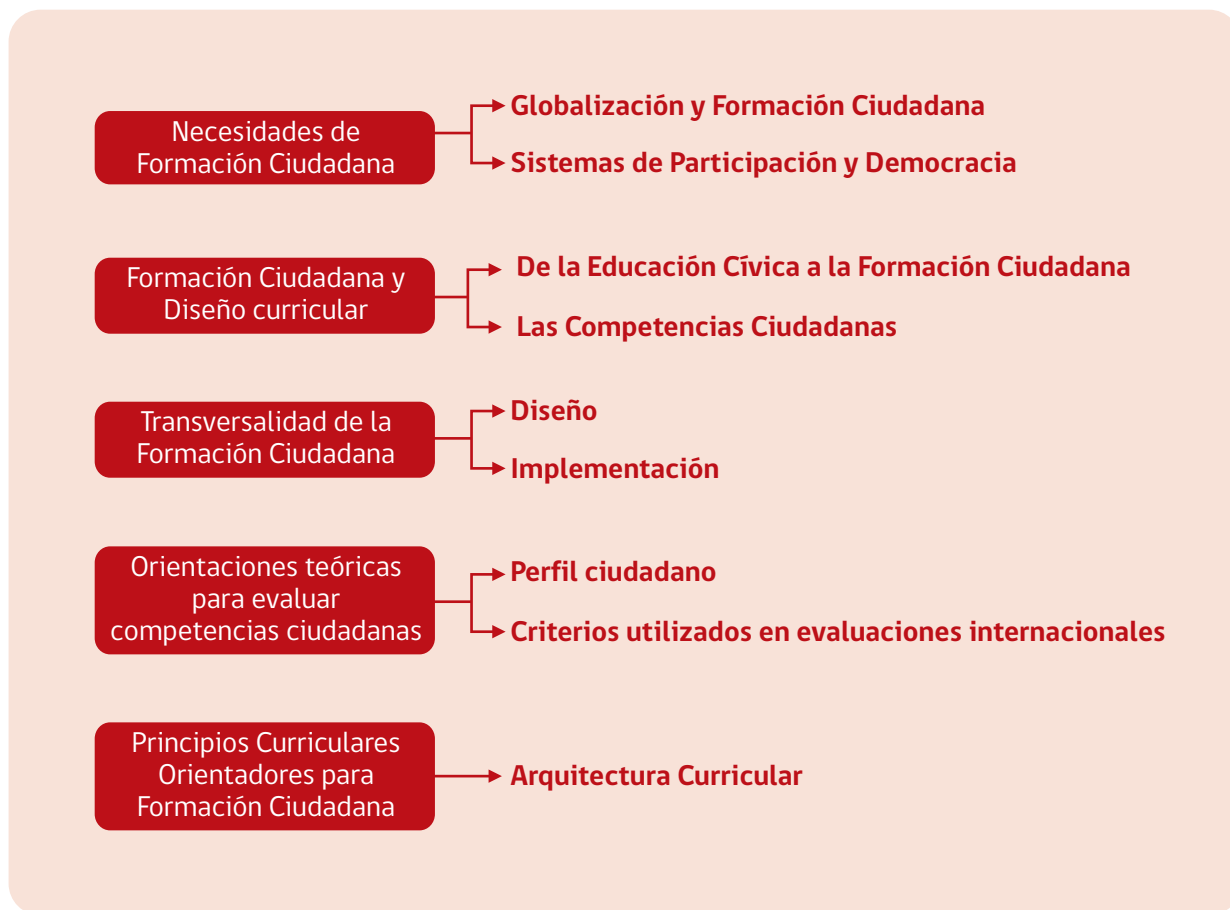 Necesidades de
Formación Ciudadana
Globalización y Formación Ciudadana
Sistemas de Participación y Democracia
Formación Ciudadana y
Diseño curricular
De la Educación Cívica a la Formación Ciudadana
Las Competencias Ciudadanas
Transversalidad de la
Formación Ciudadana
Diseño
Implementación
Orientaciones teóricas
para evaluar
competencias ciudadanas
Perfil ciudadano
Criterios utilizados en evaluaciones internacionales
Principios Curriculares
Orientadores para
Formación Ciudadana
Arquitectura Curricular